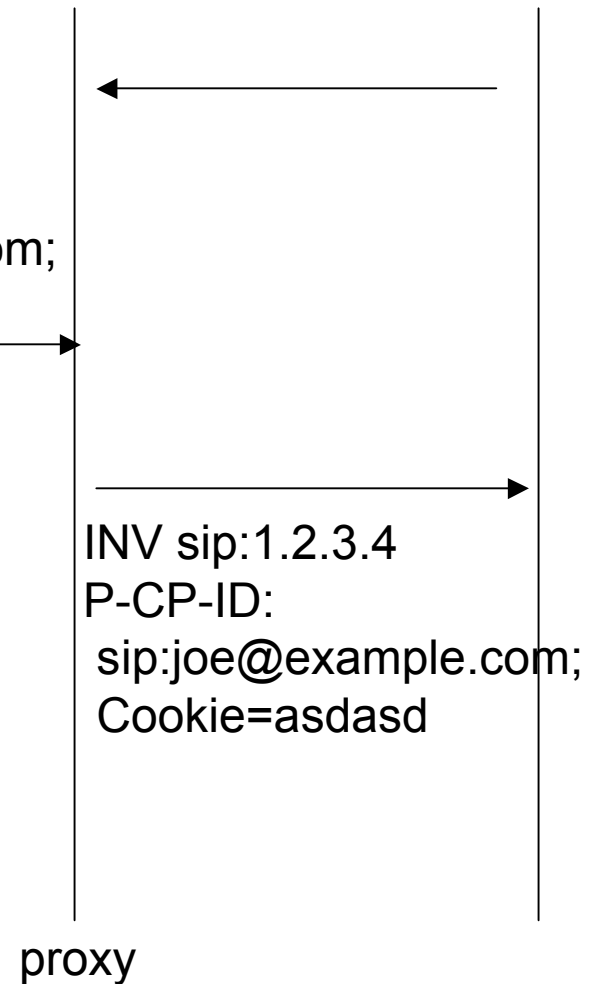 om;
INV sip:1.2.3.4
P-CP-ID:
sip:joe@example.com;
Cookie=asdasd
proxy